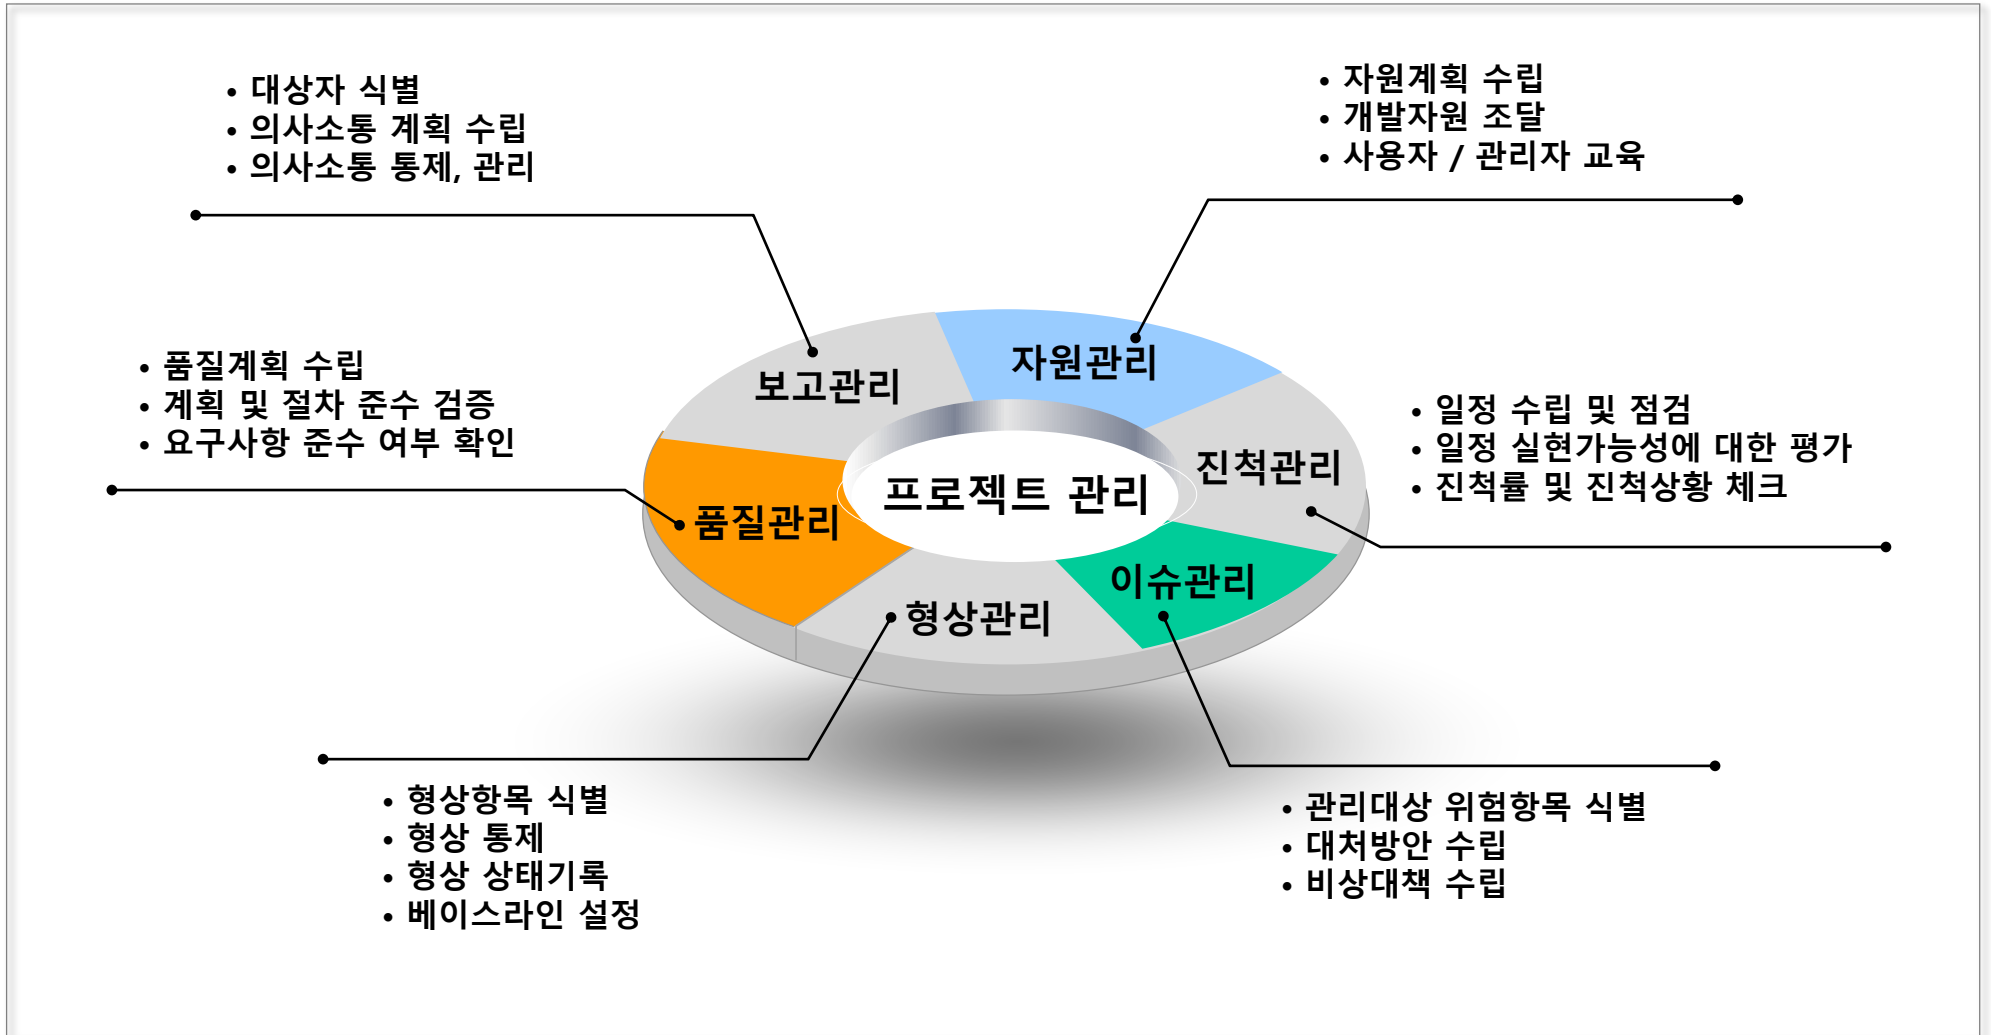 • 대상자 식별
• 의사소통 계획 수립
• 의사소통 통제, 관리
• 자원계획 수립
• 개발자원 조달
• 사용자 / 관리자 교육
• 품질계획 수립
• 계획 및 절차 준수 검증
• 요구사항 준수 여부 확인
• 일정 수립 및 점검
• 일정 실현가능성에 대한 평가
• 진척률 및 진척상황 체크
보고관리
자원관리
진척관리
프로젝트 관리
품질관리
이슈관리
형상관리
• 형상항목 식별
• 형상 통제
• 형상 상태기록
• 베이스라인 설정
• 관리대상 위험항목 식별
• 대처방안 수립
• 비상대책 수립